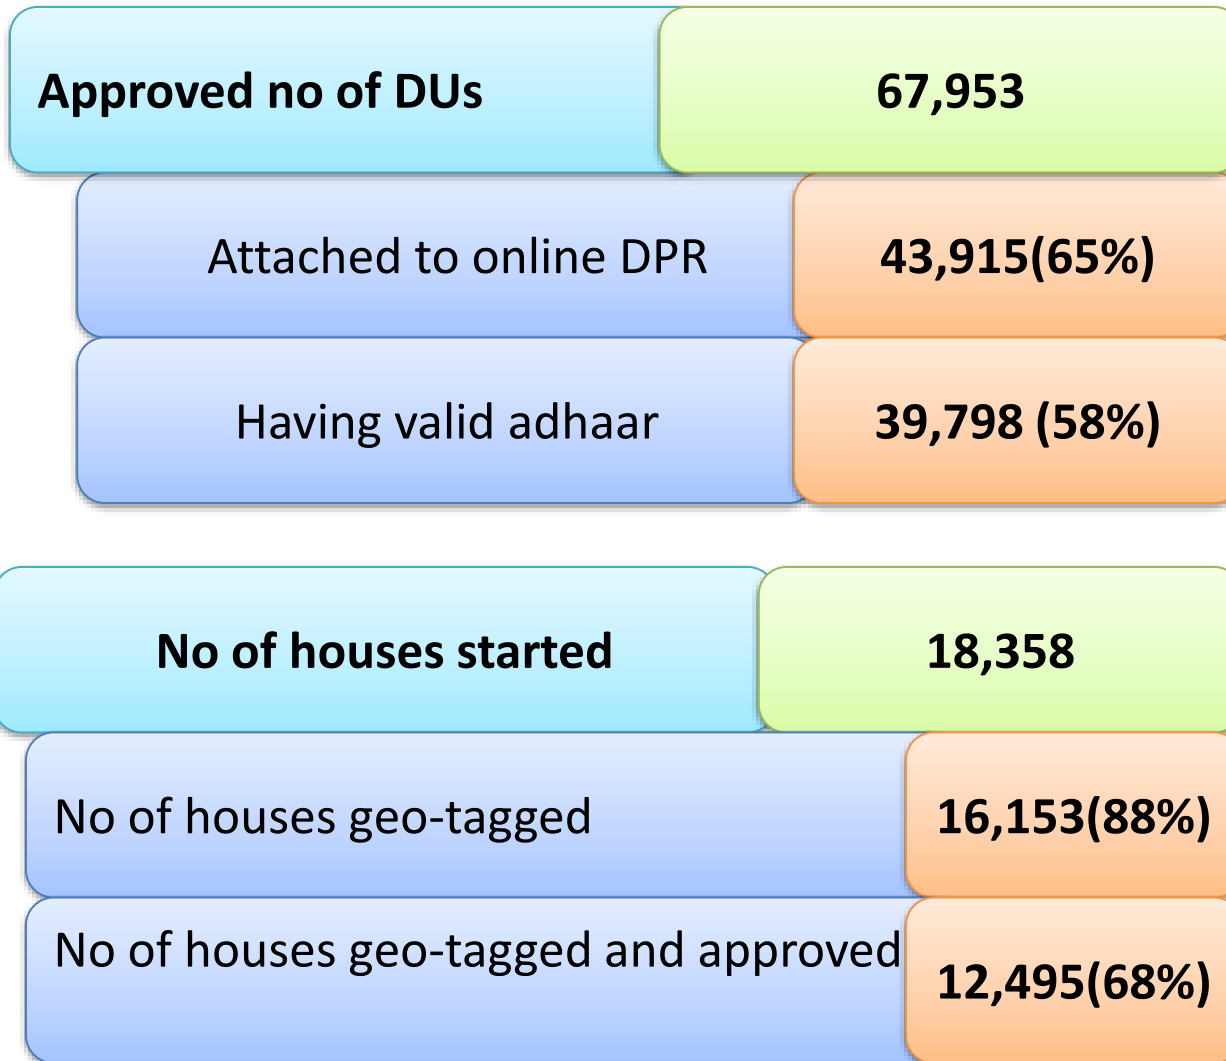 Approved no of DUs 67,953
Attached to online DPR 43,915(65%)
Having valid adhaar 39,798 (58%)
No of houses started 18,358
No of houses geo-tagged 16,153(88%)
No of houses geo-tagged and approved 12,495(68%)